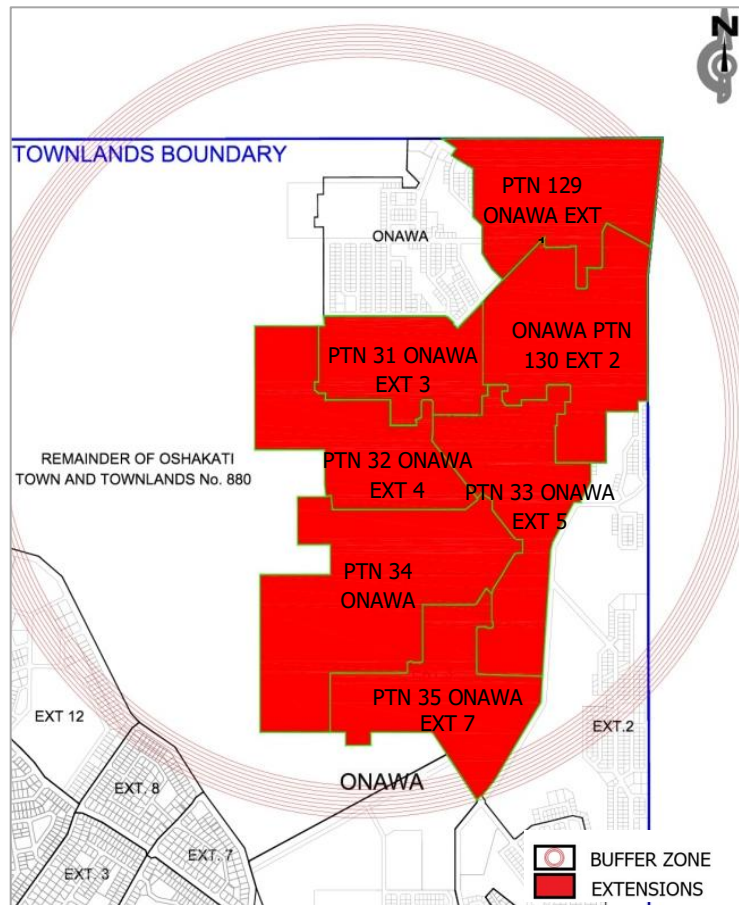 N
TOWNLANDS BOUNDARY
PTN 129
ONAWA EXT
ONAWA
ONAWA PTN
130 EXT 2
PTN 31 ONAWA
EXT 3
REMAINDER OF OSHAKATI
TOWN AND TOWNLANDS No. 880
PTN 32 ONAWA
EXT 4
PTN 33 ONAWA
EXT 5
PTN 34
ONAWA
PTN 35 ONAWA
EXT 7
EXT 12
EXT.2
ONAWA
EXT. 8
EXT. 7
EXT. 3
BUFFER ZONE
EXTENSIONS